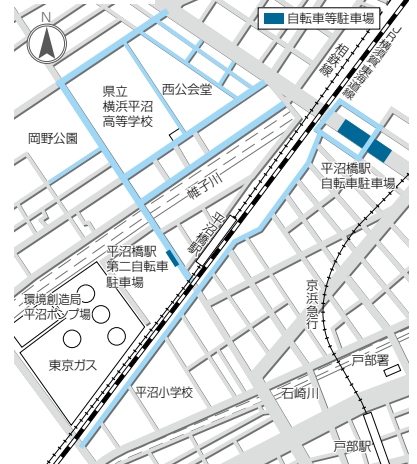 N
自転車等駐車場
JR横須賀・東海道線
相鉄線
県立
横浜平沼
高等学校
西公会堂
岡野公園
平沼橋駅
自転車駐車場
帷子川
平沼橋駅
平沼橋駅
第二自転車
駐車場
環境創造局
平沼ポンプ場
京浜急行
東京ガス
戸部署
平沼小学校
石崎川
戸部駅